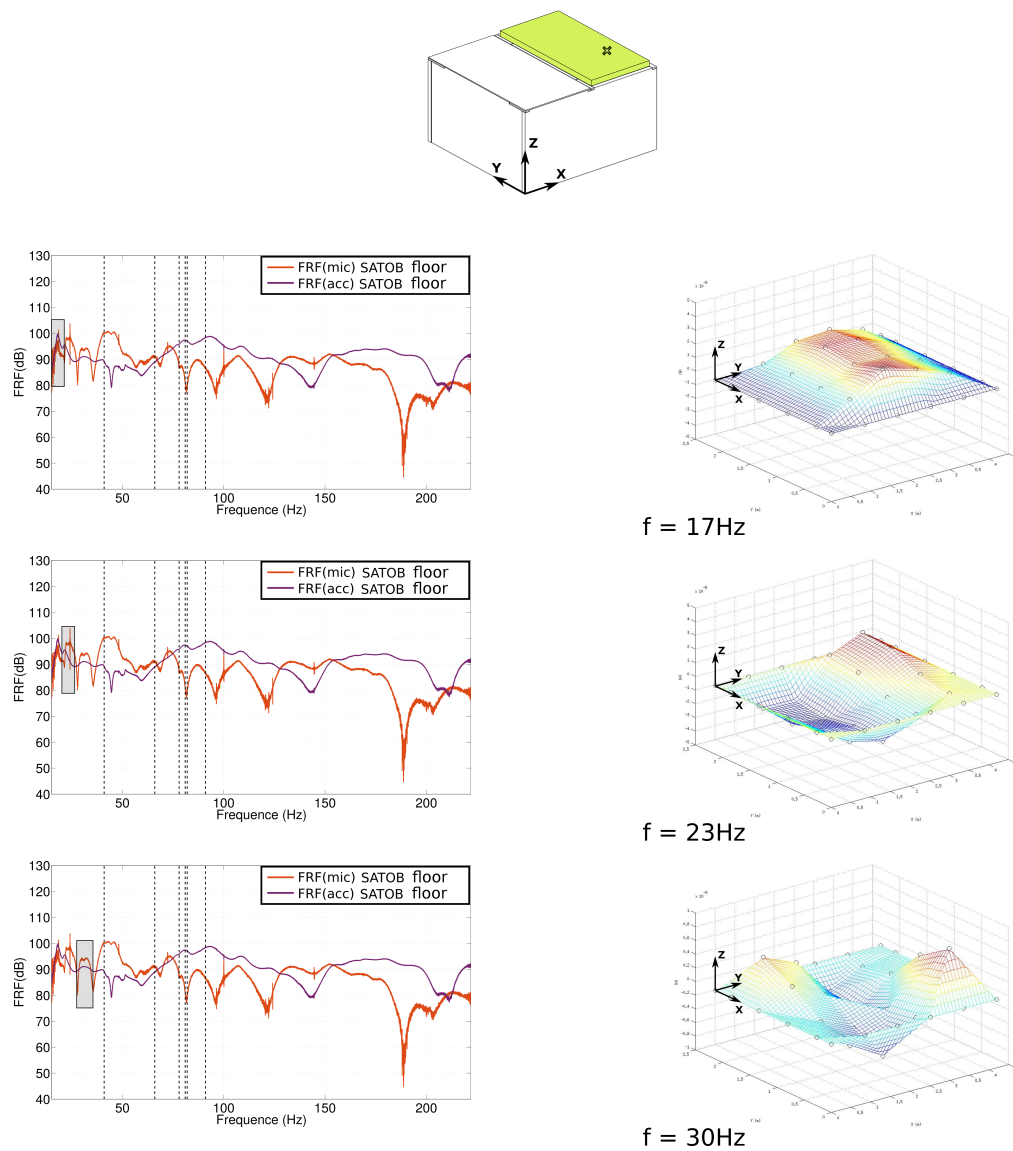 Z
Y
X
130
120
110
100
90
80
70
60
50
40
FRF(dB)
FRF(mic) SATOB floor
FRF(acc) SATOB floor
50 100 150 200
Frequence (Hz)
Z
Y
X
f = 17Hz
130
120
110
100
90
80
70
60
50
40
FRF(dB)
FRF(mic) SATOB floor
FRF(acc) SATOB floor
50 100 150 200
Frequence (Hz)
Z
Y
X
f = 23Hz
130
120
110
100
90
80
70
60
50
40
FRF(dB)
FRF(mic) SATOB floor
FRF(acc) SATOB floor
50 100 150 200
Frequence (Hz)
Z
Y
X
f = 30Hz